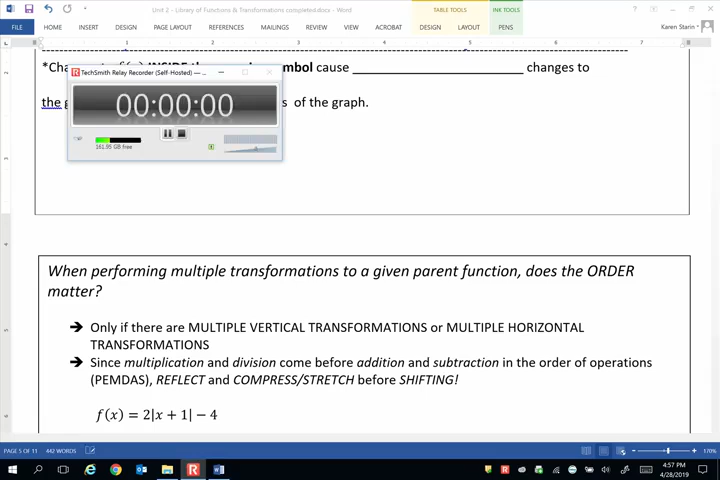 Unit 2 - Library of Functions & Transformations completed.docx - Word
TABLE TOOLS
INK TOOLS
FILE HOME INSERT DESIGN PAGE LAYOUT REFERENCES MAILINGS REVIEW VIEW ACROBAT DESIGN LAYOUT PENS
Karen Starin
*Cha INSIDE mbol cause ____________________ changes to
TechSmith Relay Recorder (Self-Hosted) — ...
the g s of the graph.
00:00:00
161.95 GB free
When performing multiple transformations to a given parent function, does the ORDER
matter?
➔ Only if there are MULTIPLE VERTICAL TRANSFORMATIONS or MULTIPLE HORIZONTAL
TRANSFORMATIONS
➔ Since multiplication and division come before addition and subtraction in the order of operations
(PEMDAS), REFLECT and COMPRESS/STRETCH before SHIFTING!
f(x) = 2|x + 1| − 4
PAGE 5 OF 11 442 WORDS
170%
4:57 PM
4/28/2019